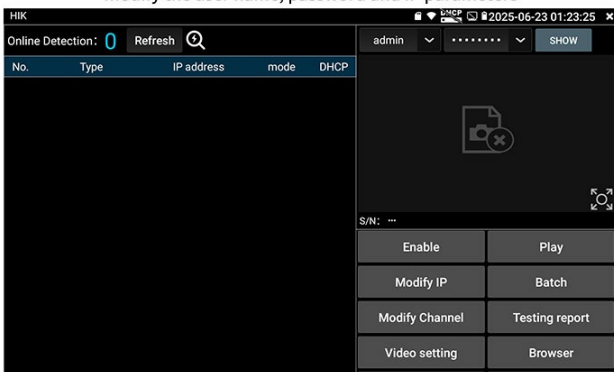 HIK
DHCP
2025-06-23 01:23:25 ×
Online Detection: 0 Refresh
admin
········
SHOW
No. Type IP address mode DHCP
S/N: ···
Enable Play
Modify IP Batch
Modify Channel Testing report
Video setting Browser